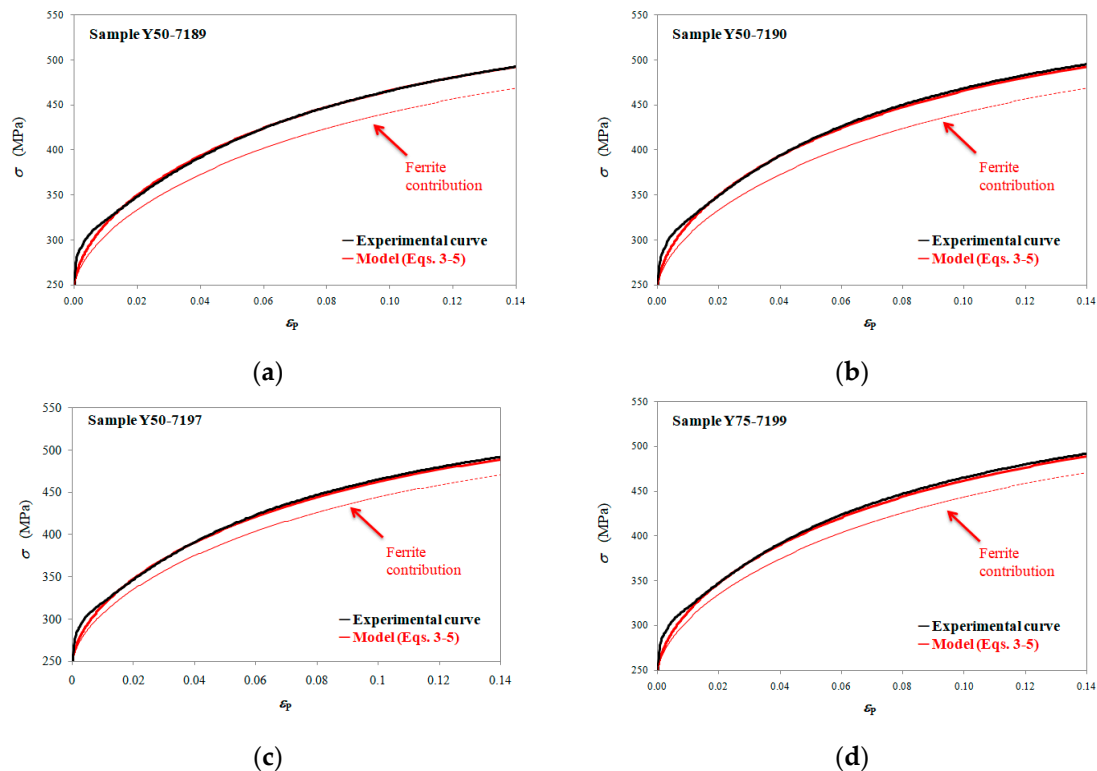 Sample Y50-7189
σ (MPa)
550
500
450
400
350
300
250
Ferrite
contribution
Experimental curve
Model (Eqs. 3-5)
0.00 0.02 0.04 0.06 0.08 0.10 0.12 0.14
εP
(a)
Sample Y50-7190
σ (MPa)
550
500
450
400
350
300
250
Ferrite
contribution
Experimental curve
Model (Eqs. 3-5)
0.00 0.02 0.04 0.06 0.08 0.10 0.12 0.14
εP
(b)
Sample Y50-7197
σ (MPa)
550
500
450
400
350
300
250
Ferrite
contribution
Experimental curve
Model (Eqs. 3-5)
0 0.02 0.04 0.06 0.08 0.1 0.12 0.14
εP
(c)
Sample Y75-7199
σ (MPa)
550
500
450
400
350
300
250
Ferrite
contribution
Experimental curve
Model (Eqs. 3-5)
0.00 0.02 0.04 0.06 0.08 0.10 0.12 0.14
εP
(d)